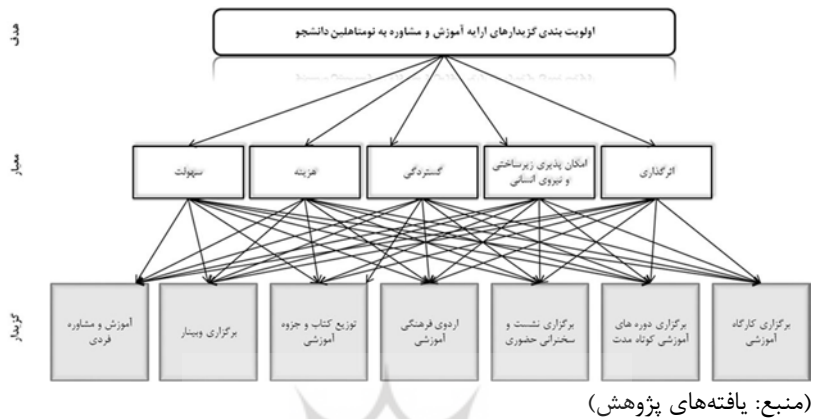 هدف
اولویت بندی گزیدارهای ارایه آموزش و مشاوره به نومتاهلین دانشجو
معیار
اثرگذاری
امکان پذیری زیرساختی
و نیروی انسانی
گستردگی
هزینه
سهولت
گزیدار
برگزاری کارگاه
آموزشی
برگزاری دوره های
آموزشی کوتاه مدت
برگزاری نشست و
سخنرانی حضوری
اردوی فرهنگی
آموزشی
توزیع کتاب و جزوه
آموزشی
برگزاری وبینار
آموزش و مشاوره
فردی
(منبع: یافته‌های پژوهش)